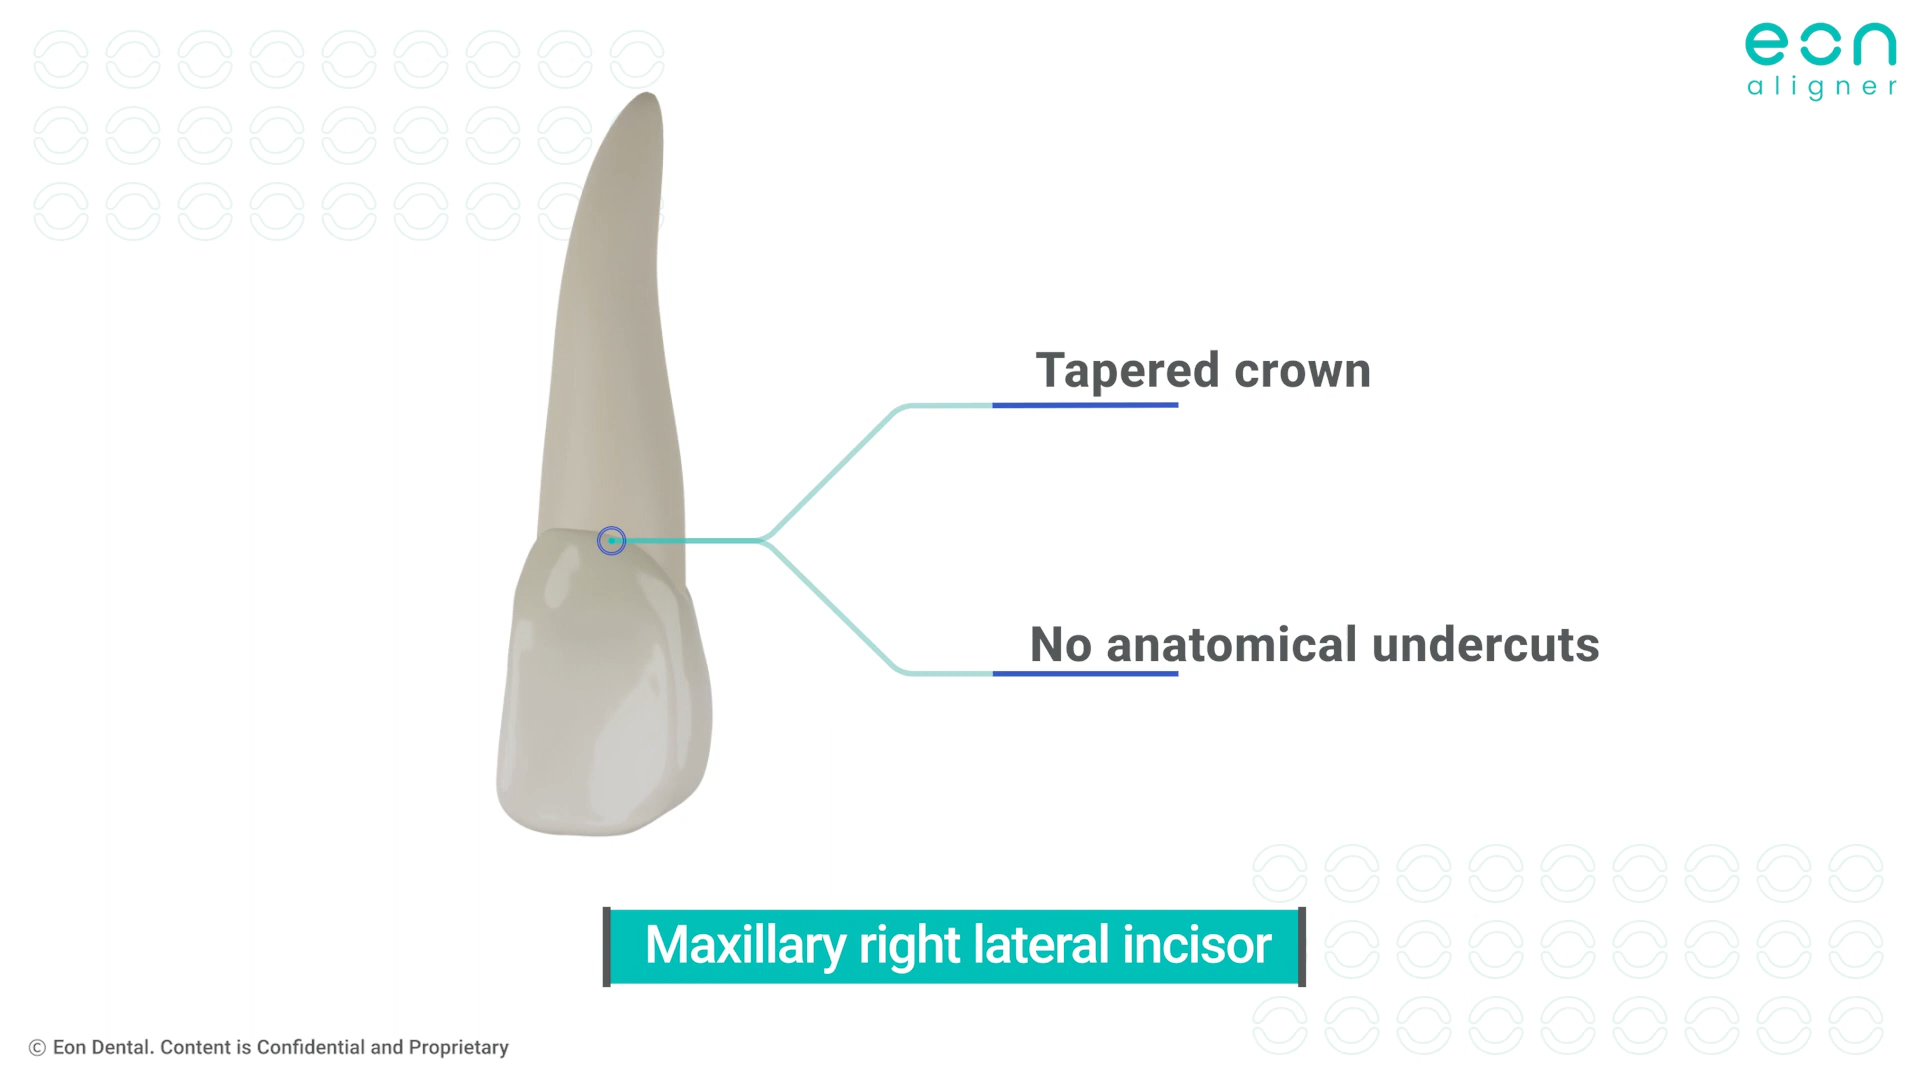 eon
aligner
Tapered crown
No anatomical undercuts
Maxillary right lateral incisor
© Eon Dental. Content is Confidential and Proprietary